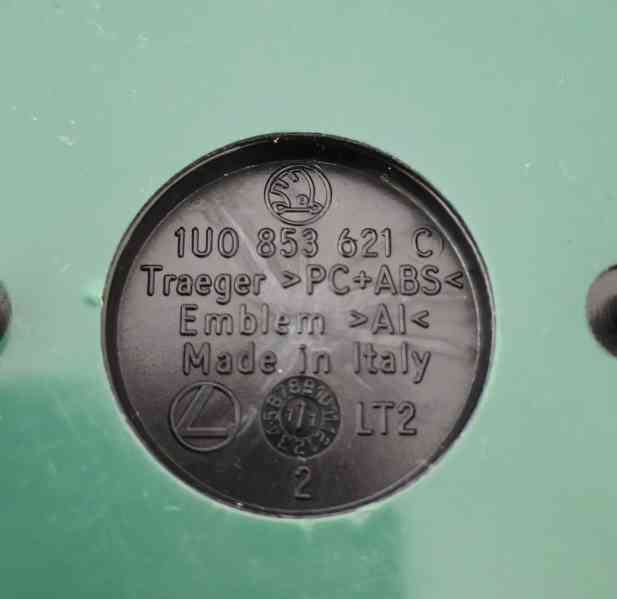 1U0 853 621 C
Traeger >PC+ABS<
Emblem >Al<
Made in Italy
LT2
2